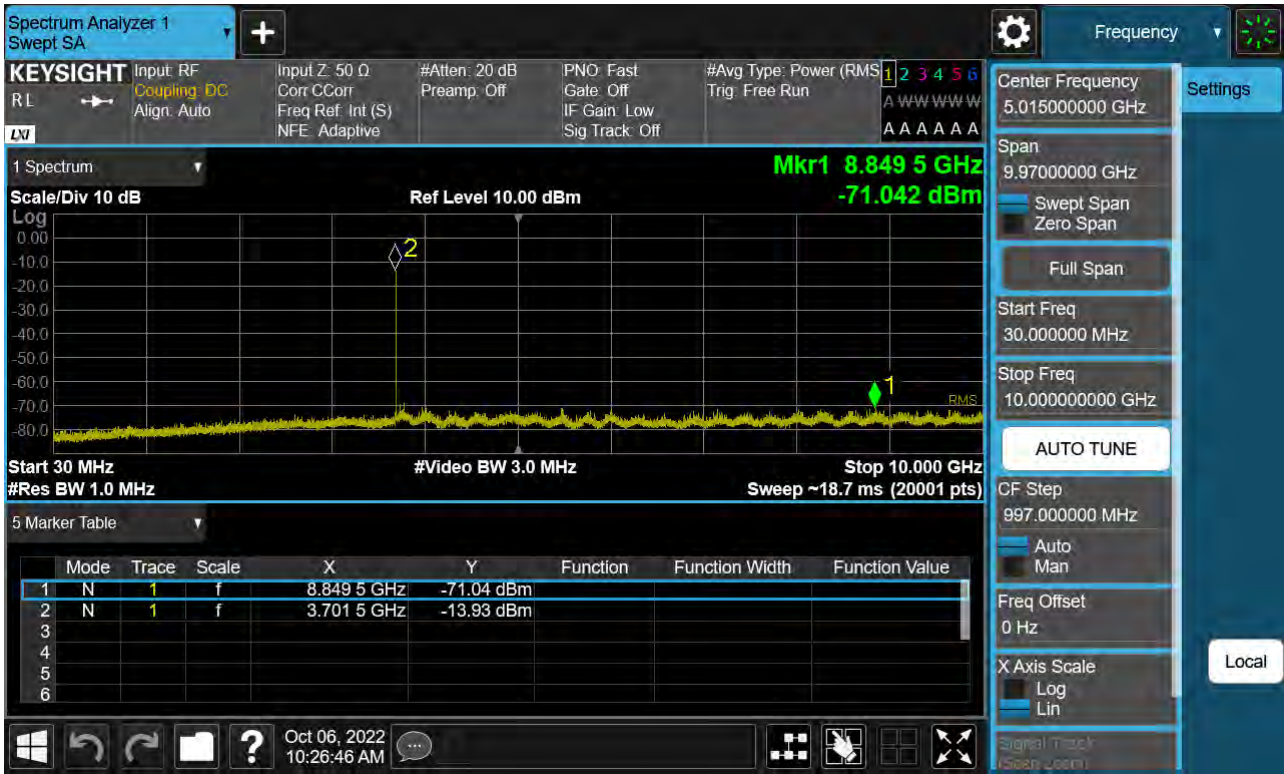 Spectrum Analyzer 1
Swept SA
Frequency
KEYSIGHT
RL
LXI
Input: RF
Coupling: DC
Align: Auto
Input Z: 50 Ω
Corr CCorr
Freq Ref: Int (S)
NFE: Adaptive
#Atten: 20 dB
Preamp: Off
PNO: Fast
Gate: Off
IF Gain: Low
Sig Track: Off
#Avg Type: Power (RMS
Trig: Free Run
1 2 3 4 5 6
A W W W W W
A A A A A A
1 Spectrum
Mkr1 8.849 5 GHz
-71.042 dBm
Scale/Div 10 dB
Ref Level 10.00 dBm
Log
0.00
-10.0
-20.0
-30.0
-40.0
-50.0
-60.0
-70.0
-80.0
2
1
RMS
Start 30 MHz
#Video BW 3.0 MHz
Stop 10.000 GHz
#Res BW 1.0 MHz
Sweep ~18.7 ms (20001 pts)
5 Marker Table
Mode Trace Scale X Y Function Function Width Function Value
1 N 1 f 8.849 5 GHz -71.04 dBm
2 N 1 f 3.701 5 GHz -13.93 dBm
3
4
5
6
Oct 06, 2022
10:26:46 AM
Center Frequency
5.015000000 GHz
Settings
Span
9.97000000 GHz
Swept Span
Zero Span
Full Span
Start Freq
30.000000 MHz
Stop Freq
10.000000000 GHz
AUTO TUNE
CF Step
997.000000 MHz
Auto
Man
Freq Offset
0 Hz
X Axis Scale
Log
Lin
Local
Signal Track
(Span Zoom)